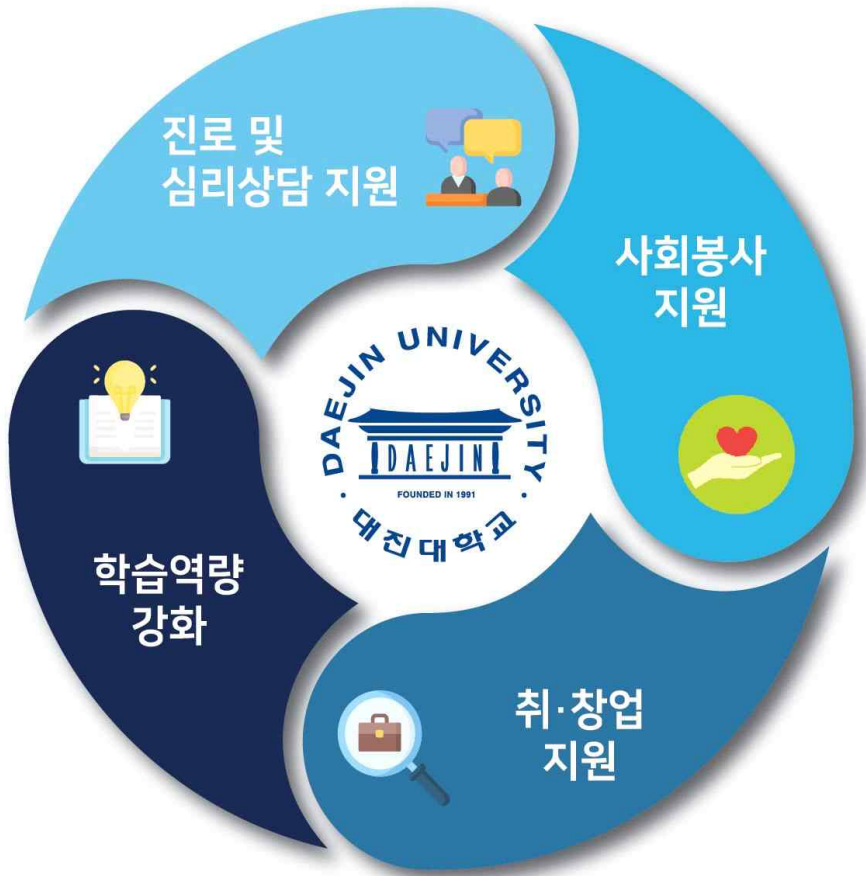 진로 및
심리상담 지원
사회봉사
지원
DAEJIN UNIVERSITY
DAEJIN
FOUNDED IN 1991
대진대학교
학습역량
강화
취·창업
지원